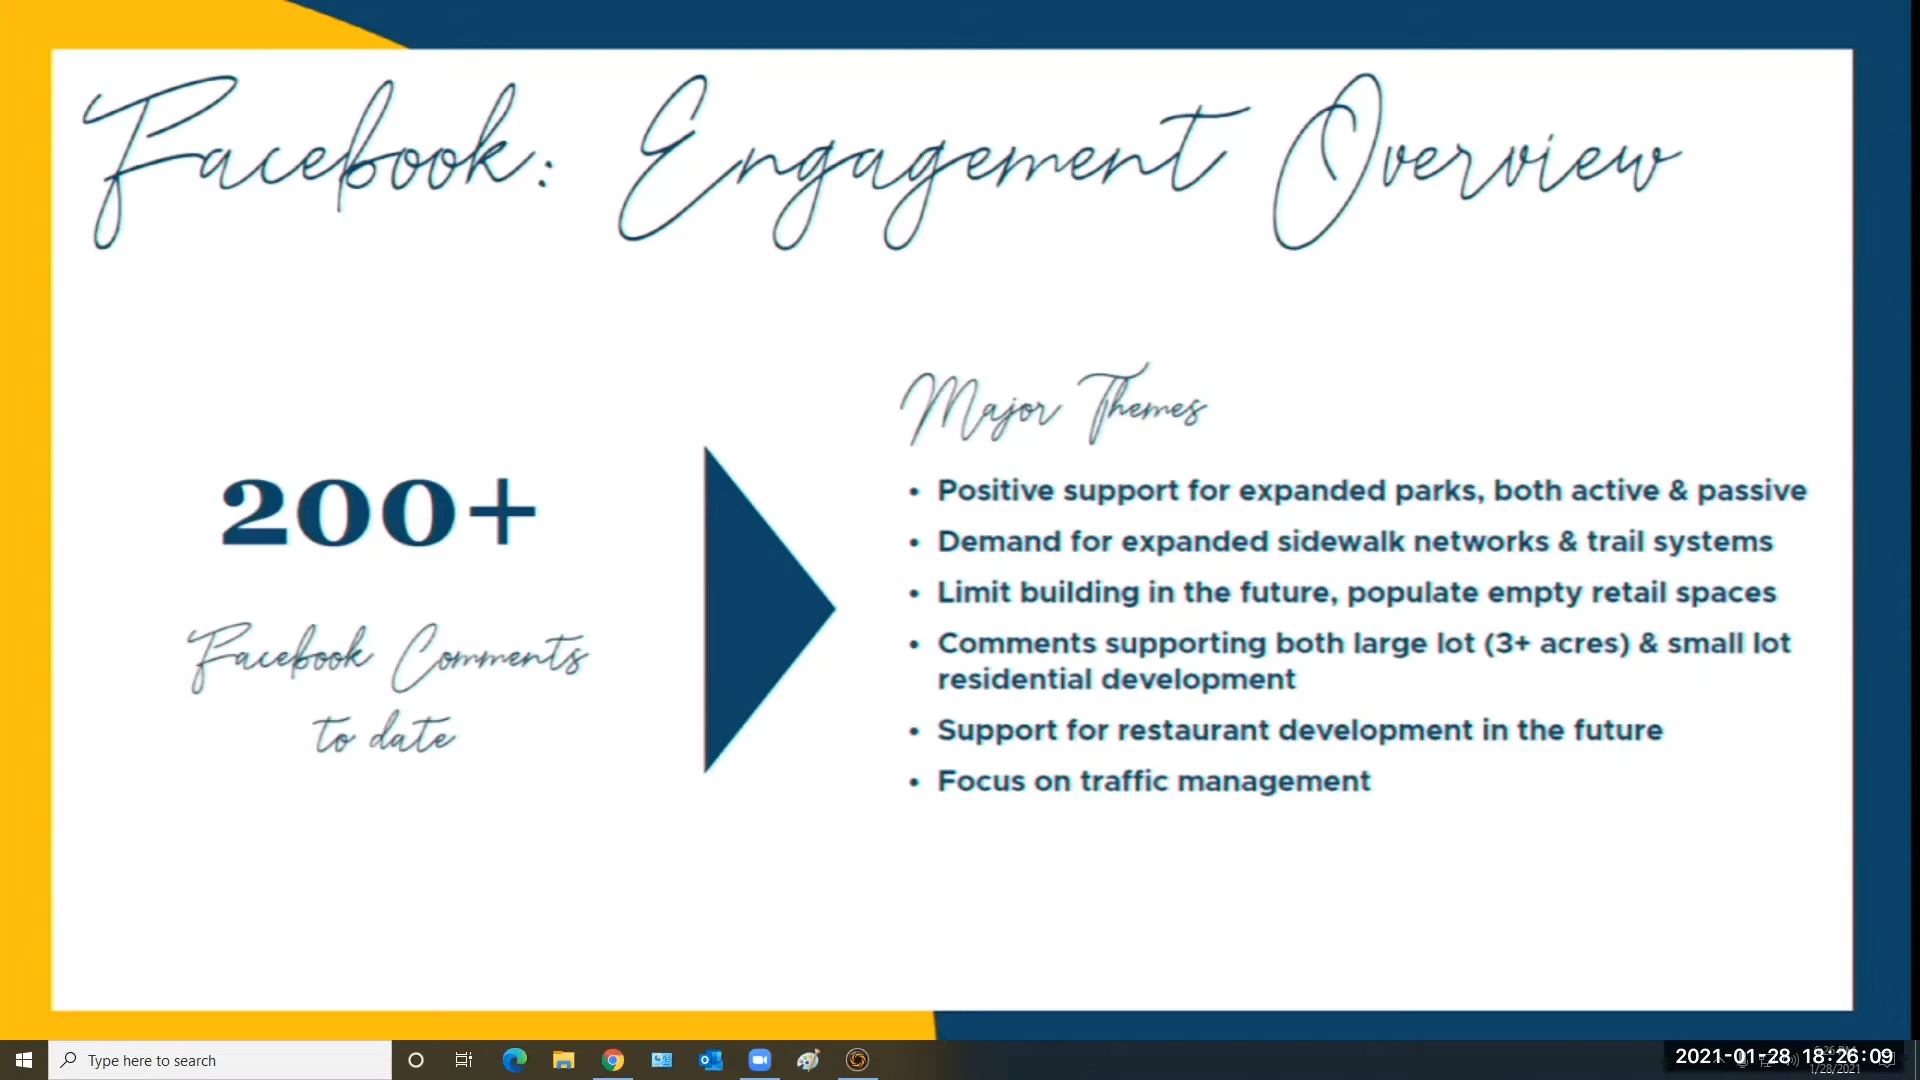 Facebook: Engagement Overview
200+
Facebook Comments
to date
Major Themes
• Positive support for expanded parks, both active & passive
• Demand for expanded sidewalk networks & trail systems
• Limit building in the future, populate empty retail spaces
• Comments supporting both large lot (3+ acres) & small lot
residential development
• Support for restaurant development in the future
• Focus on traffic management
Type here to search
2021-01-28 18:26:09
1/28/2021